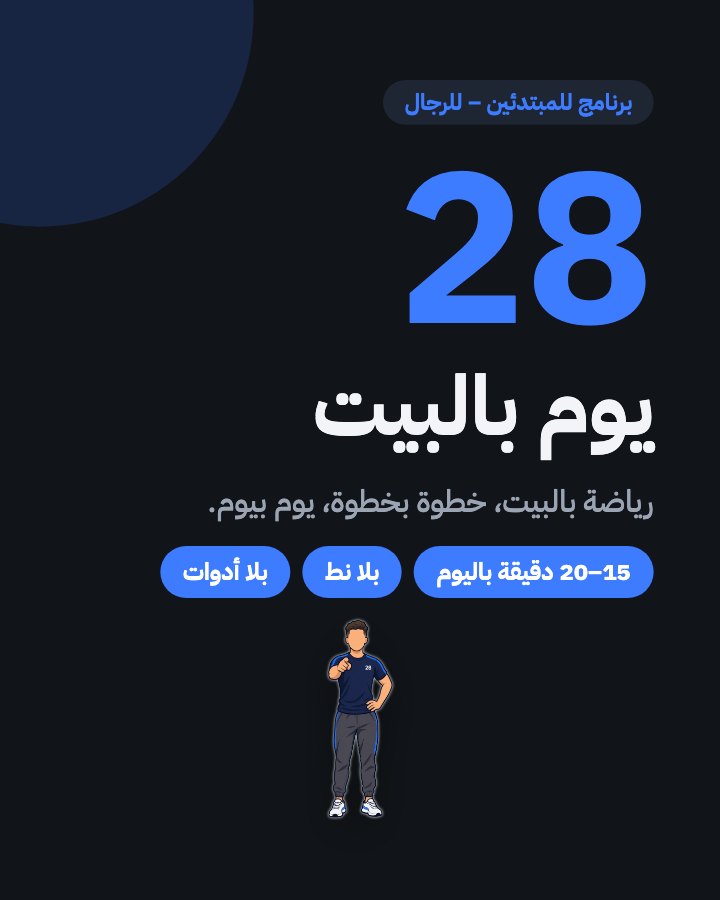 برنامج للمبتدئين – للرجال
28
يوم بالبيت
رياضة بالبيت، خطوة بخطوة، يوم بيوم.
15–20 دقيقة باليوم
بلا نط
بلا أدوات
28